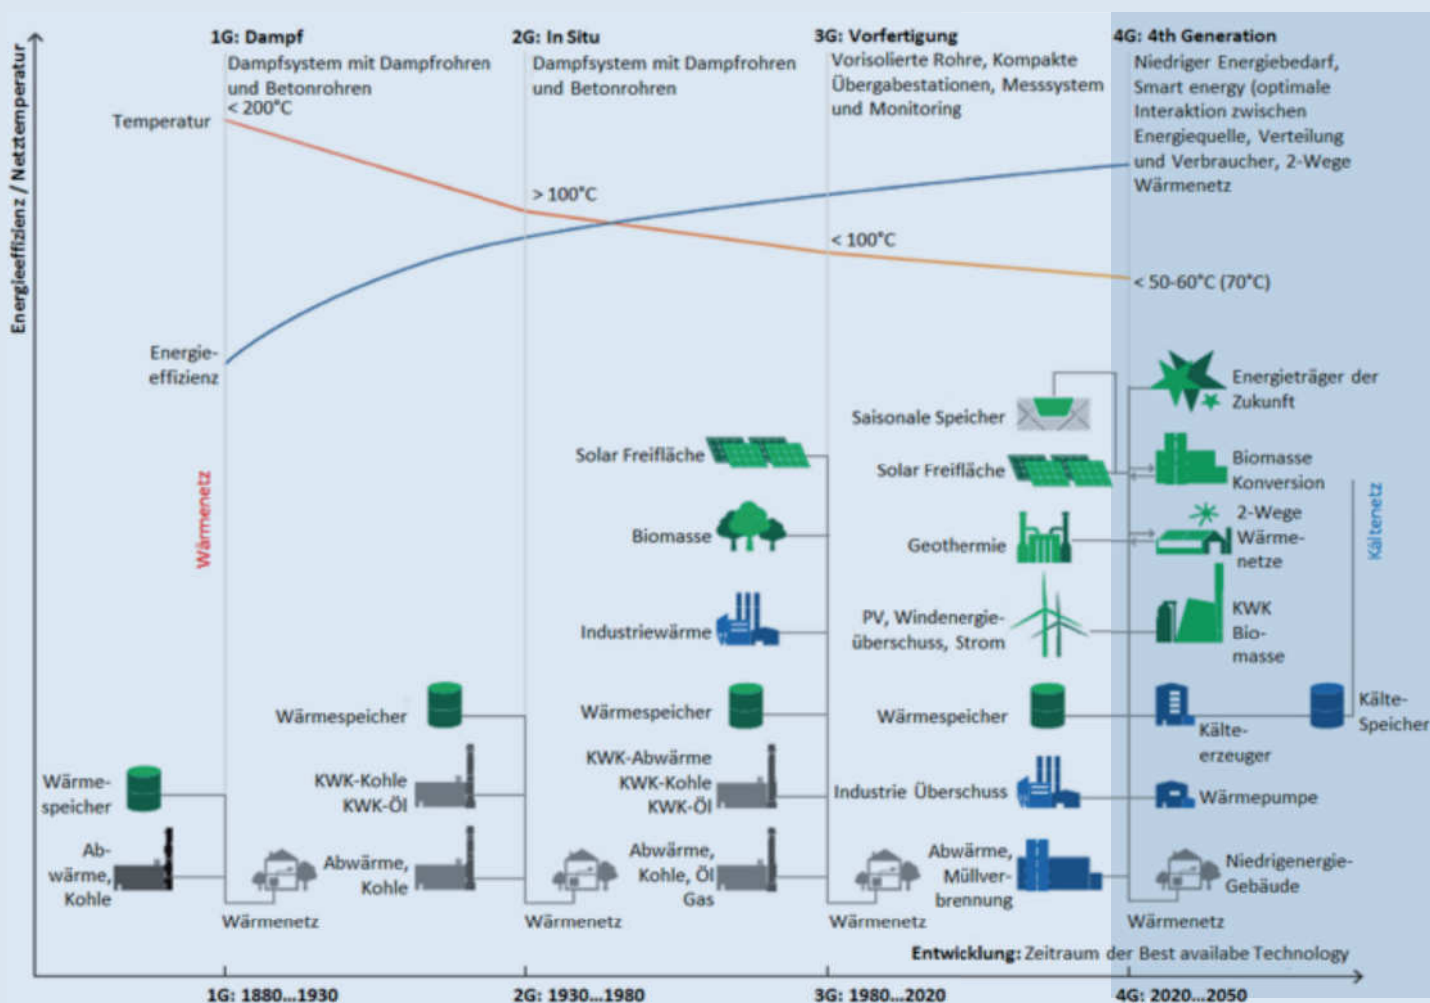 Energieeffizienz / Netztemperatur
1G: Dampf
Dampfsystem mit Dampfrohren
und Betonrohren
< 200°C
2G: In Situ
Dampfsystem mit Dampfrohren
und Betonrohren
> 100°C
3G: Vorfertigung
Vorisolierte Rohre, Kompakte
Übergabestationen, Messsystem
und Monitoring
< 100°C
4G: 4th Generation
Niedriger Energiebedarf,
Smart energy (optimale
Interaktion zwischen
Energiequelle, Verteilung
und Verbraucher, 2-Wege
Wärmenetz
< 50-60°C (70°C)
Temperatur
Energie-
effizienz
Wärmenetz
Wärme-
speicher
Ab-
wärme,
Kohle
Wärmenetz
Wärmespeicher
KWK-Kohle
KWK-Öl
Abwärme,
Kohle
Wärmenetz
Solar Freifläche
Biomasse
Industriewärme
Wärmespeicher
KWK-Abwärme
KWK-Kohle
KWK-Öl
Abwärme,
Kohle, Öl
Gas
Wärmenetz
Saisonale Speicher
Solar Freifläche
Geothermie
PV, Windenergie-
überschuss, Strom
Wärmespeicher
Industrie Überschuss
Abwärme,
Müllver-
brennung
Wärmenetz
Energieträger der
Zukunft
Biomasse
Konversion
2-Wege
Wärme-
netze
KWK
Bio-
masse
Kälte-
erzeuger
Kälte-
Speicher
Wärmepumpe
Niedrigenergie-
Gebäude
Kältenetz
Entwicklung: Zeitraum der Best availabe Technology
1G: 1880...1930
2G: 1930...1980
3G: 1980...2020
4G: 2020...2050